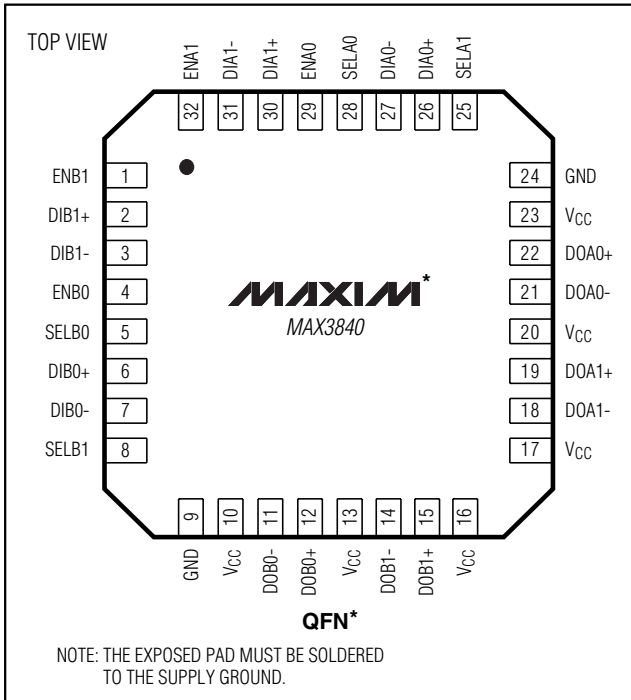 TOP VIEW
ENA1
DIA1-
DIA1+
ENA0
SELA0
DIA0-
DIA0+
SELA1
32
31
30
29
28
27
26
25
ENB1 1
DIB1+ 2
DIB1- 3
ENB0 4
SELB0 5
DIB0+ 6
DIB0- 7
SELB1 8
24 GND
23 VCC
22 DOA0+
21 DOA0-
20 VCC
19 DOA1+
18 DOA1-
17 VCC
MAXIM*
MAX3840
9
10
11
12
13
14
15
16
GND
VCC
DOB0-
DOB0+
VCC
DOB1-
DOB1+
VCC
QFN*
NOTE: THE EXPOSED PAD MUST BE SOLDERED
TO THE SUPPLY GROUND.